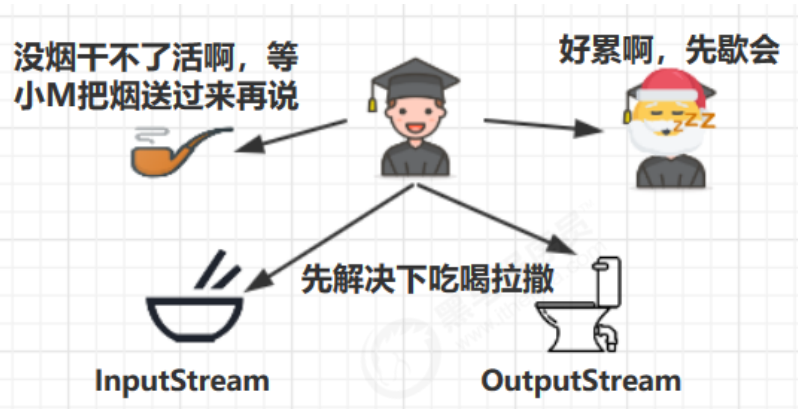 没烟干不了活啊，等
小M把烟送过来再说
好累啊，先歇会
zZZ
先解决下吃喝拉撒
InputStream
OutputStream